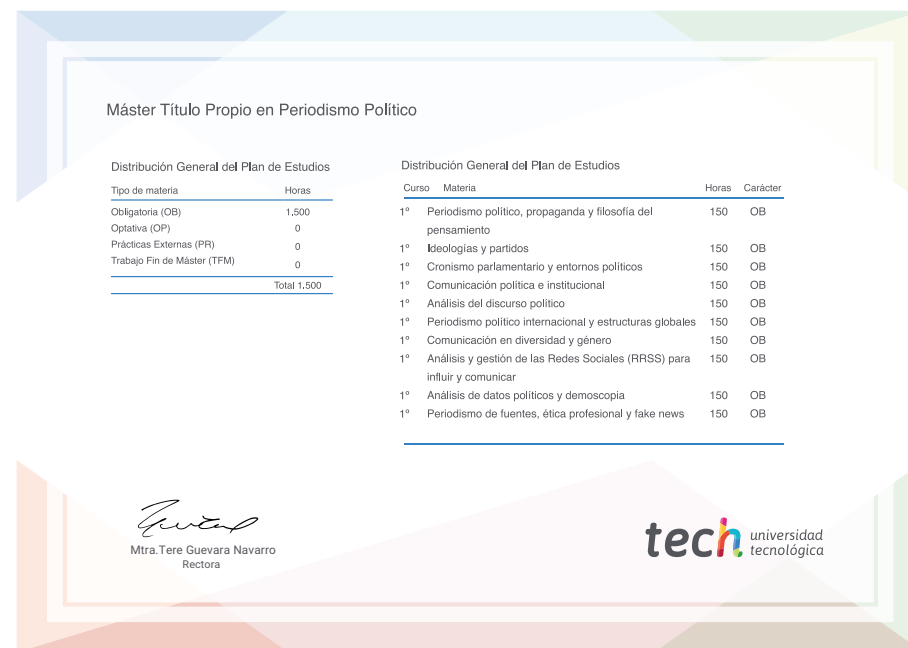 Máster Título Propio en Periodismo Político
Distribución General del Plan de Estudios
Tipo de materia Horas
Obligatoria (OB) 1,500
Optativa (OP) 0
Prácticas Externas (PR) 0
Trabajo Fin de Máster (TFM) 0
Total 1.500
Distribución General del Plan de Estudios
Curso Materia Horas Carácter
1º Periodismo político, propaganda y filosofía del 150 OB
pensamiento
1º Ideologías y partidos 150 OB
1º Cronismo parlamentario y entornos políticos 150 OB
1º Comunicación política e institucional 150 OB
1º Análisis del discurso político 150 OB
1º Periodismo político internacional y estructuras globales 150 OB
1º Comunicación en diversidad y género 150 OB
1º Análisis y gestión de las Redes Sociales (RRSS) para 150 OB
influir y comunicar
1º Análisis de datos políticos y demoscopia 150 OB
1º Periodismo de fuentes, ética profesional y fake news 150 OB
Mtra.Tere Guevara Navarro
Rectora
tech universidad
tecnológica